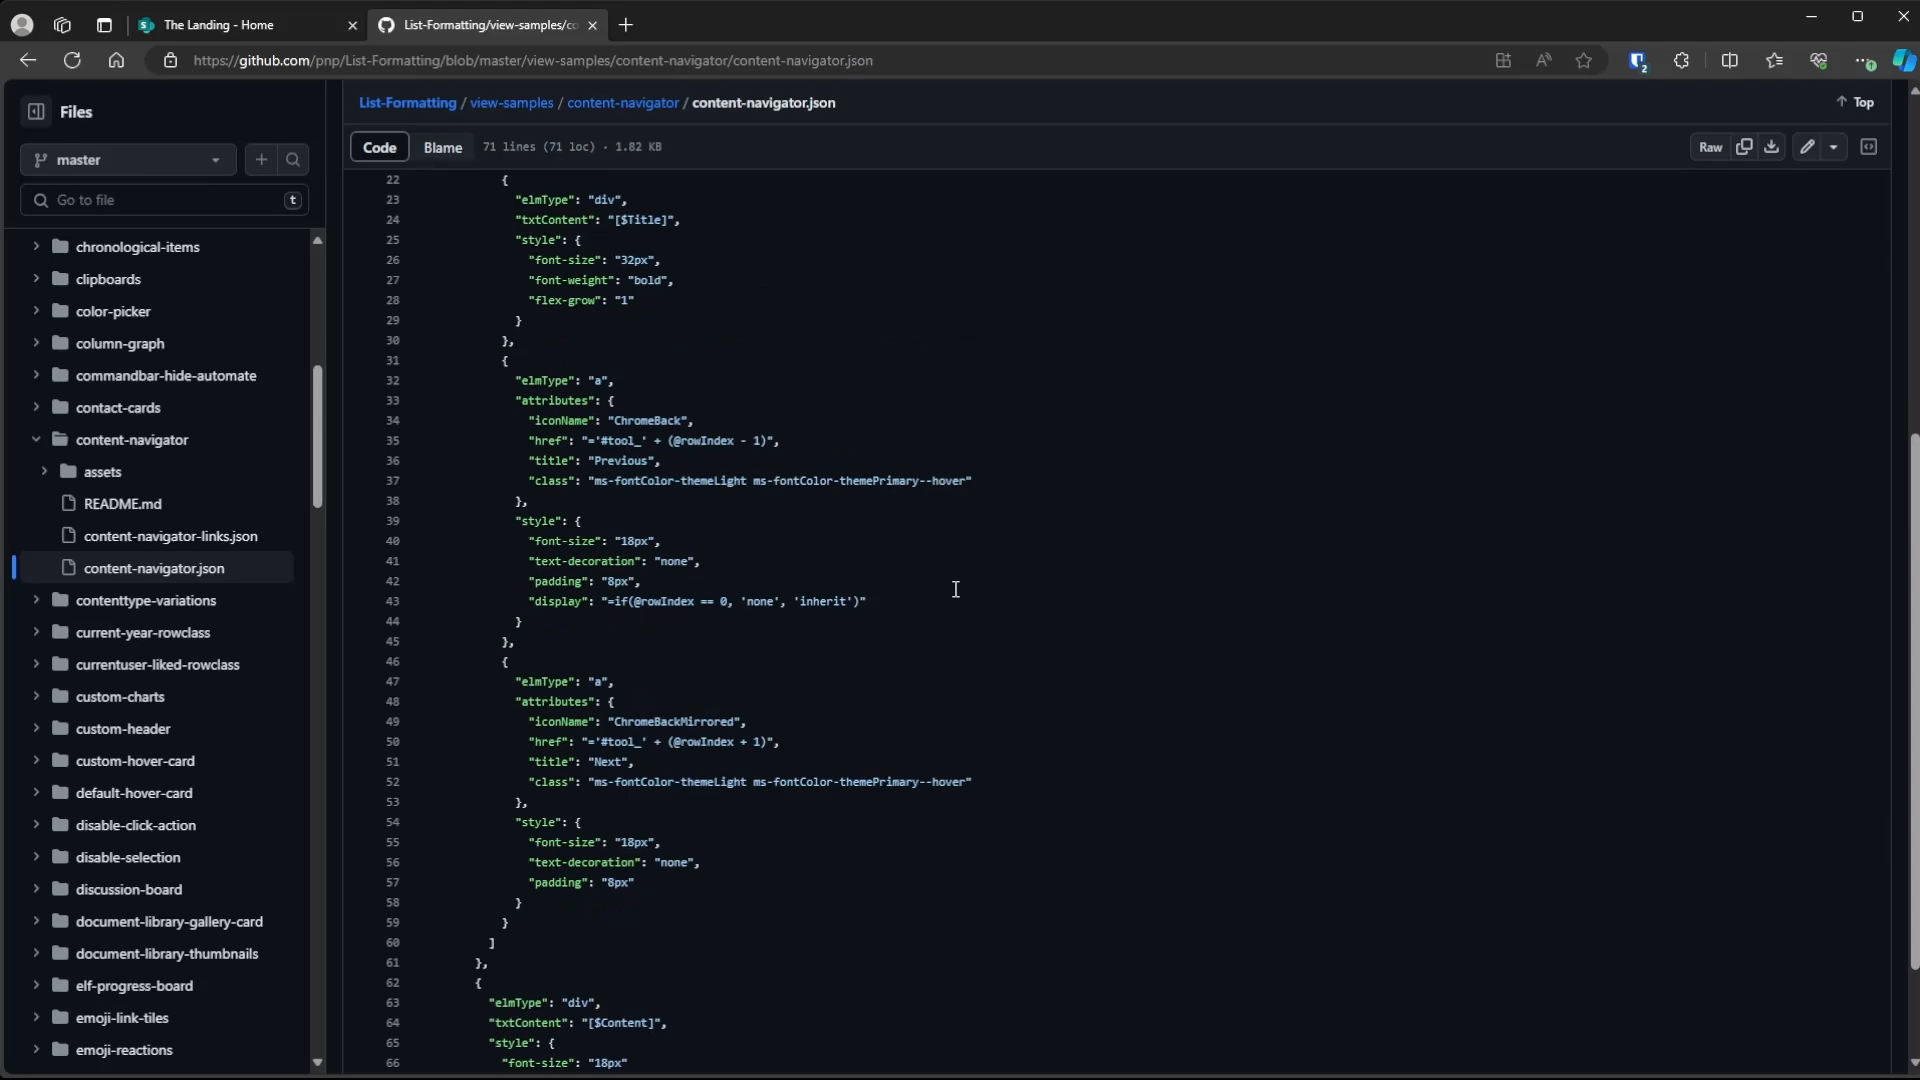 The Landing - Home
List-Formatting/view-samples/co
https://github.com/pnp/List-Formatting/blob/master/view-samples/content-navigator/content-navigator.json
2
Files
master
Go to file
t
chronological-items
clipboards
color-picker
column-graph
commandbar-hide-automate
contact-cards
content-navigator
assets
README.md
content-navigator-links.json
content-navigator.json
contenttype-variations
current-year-rowclass
currentuser-liked-rowclass
custom-charts
custom-header
custom-hover-card
default-hover-card
disable-click-action
disable-selection
discussion-board
document-library-gallery-card
document-library-thumbnails
elf-progress-board
emoji-link-tiles
emoji-reactions
List-Formatting / view-samples / content-navigator / content-navigator.json
Top
Code
Blame
71 lines (71 loc) · 1.82 KB
Raw
22 {
23 "elmType": "div",
24 "txtContent": "[$Title]",
25 "style": {
26 "font-size": "32px",
27 "font-weight": "bold",
28 "flex-grow": "1"
29 }
30 },
31 {
32 "elmType": "a",
33 "attributes": {
34 "iconName": "ChromeBack",
35 "href": "='#tool_' + (@rowIndex - 1)",
36 "title": "Previous",
37 "class": "ms-fontColor-themeLight ms-fontColor-themePrimary--hover"
38 },
39 "style": {
40 "font-size": "18px",
41 "text-decoration": "none",
42 "padding": "8px",
43 "display": "=if(@rowIndex == 0, 'none', 'inherit')"
44 }
45 },
46 {
47 "elmType": "a",
48 "attributes": {
49 "iconName": "ChromeBackMirrored",
50 "href": "='#tool_' + (@rowIndex + 1)",
51 "title": "Next",
52 "class": "ms-fontColor-themeLight ms-fontColor-themePrimary--hover"
53 },
54 "style": {
55 "font-size": "18px",
56 "text-decoration": "none",
57 "padding": "8px"
58 }
59 }
60 ]
61 },
62 {
63 "elmType": "div",
64 "txtContent": "[$Content]",
65 "style": {
66 "font-size": "18px"